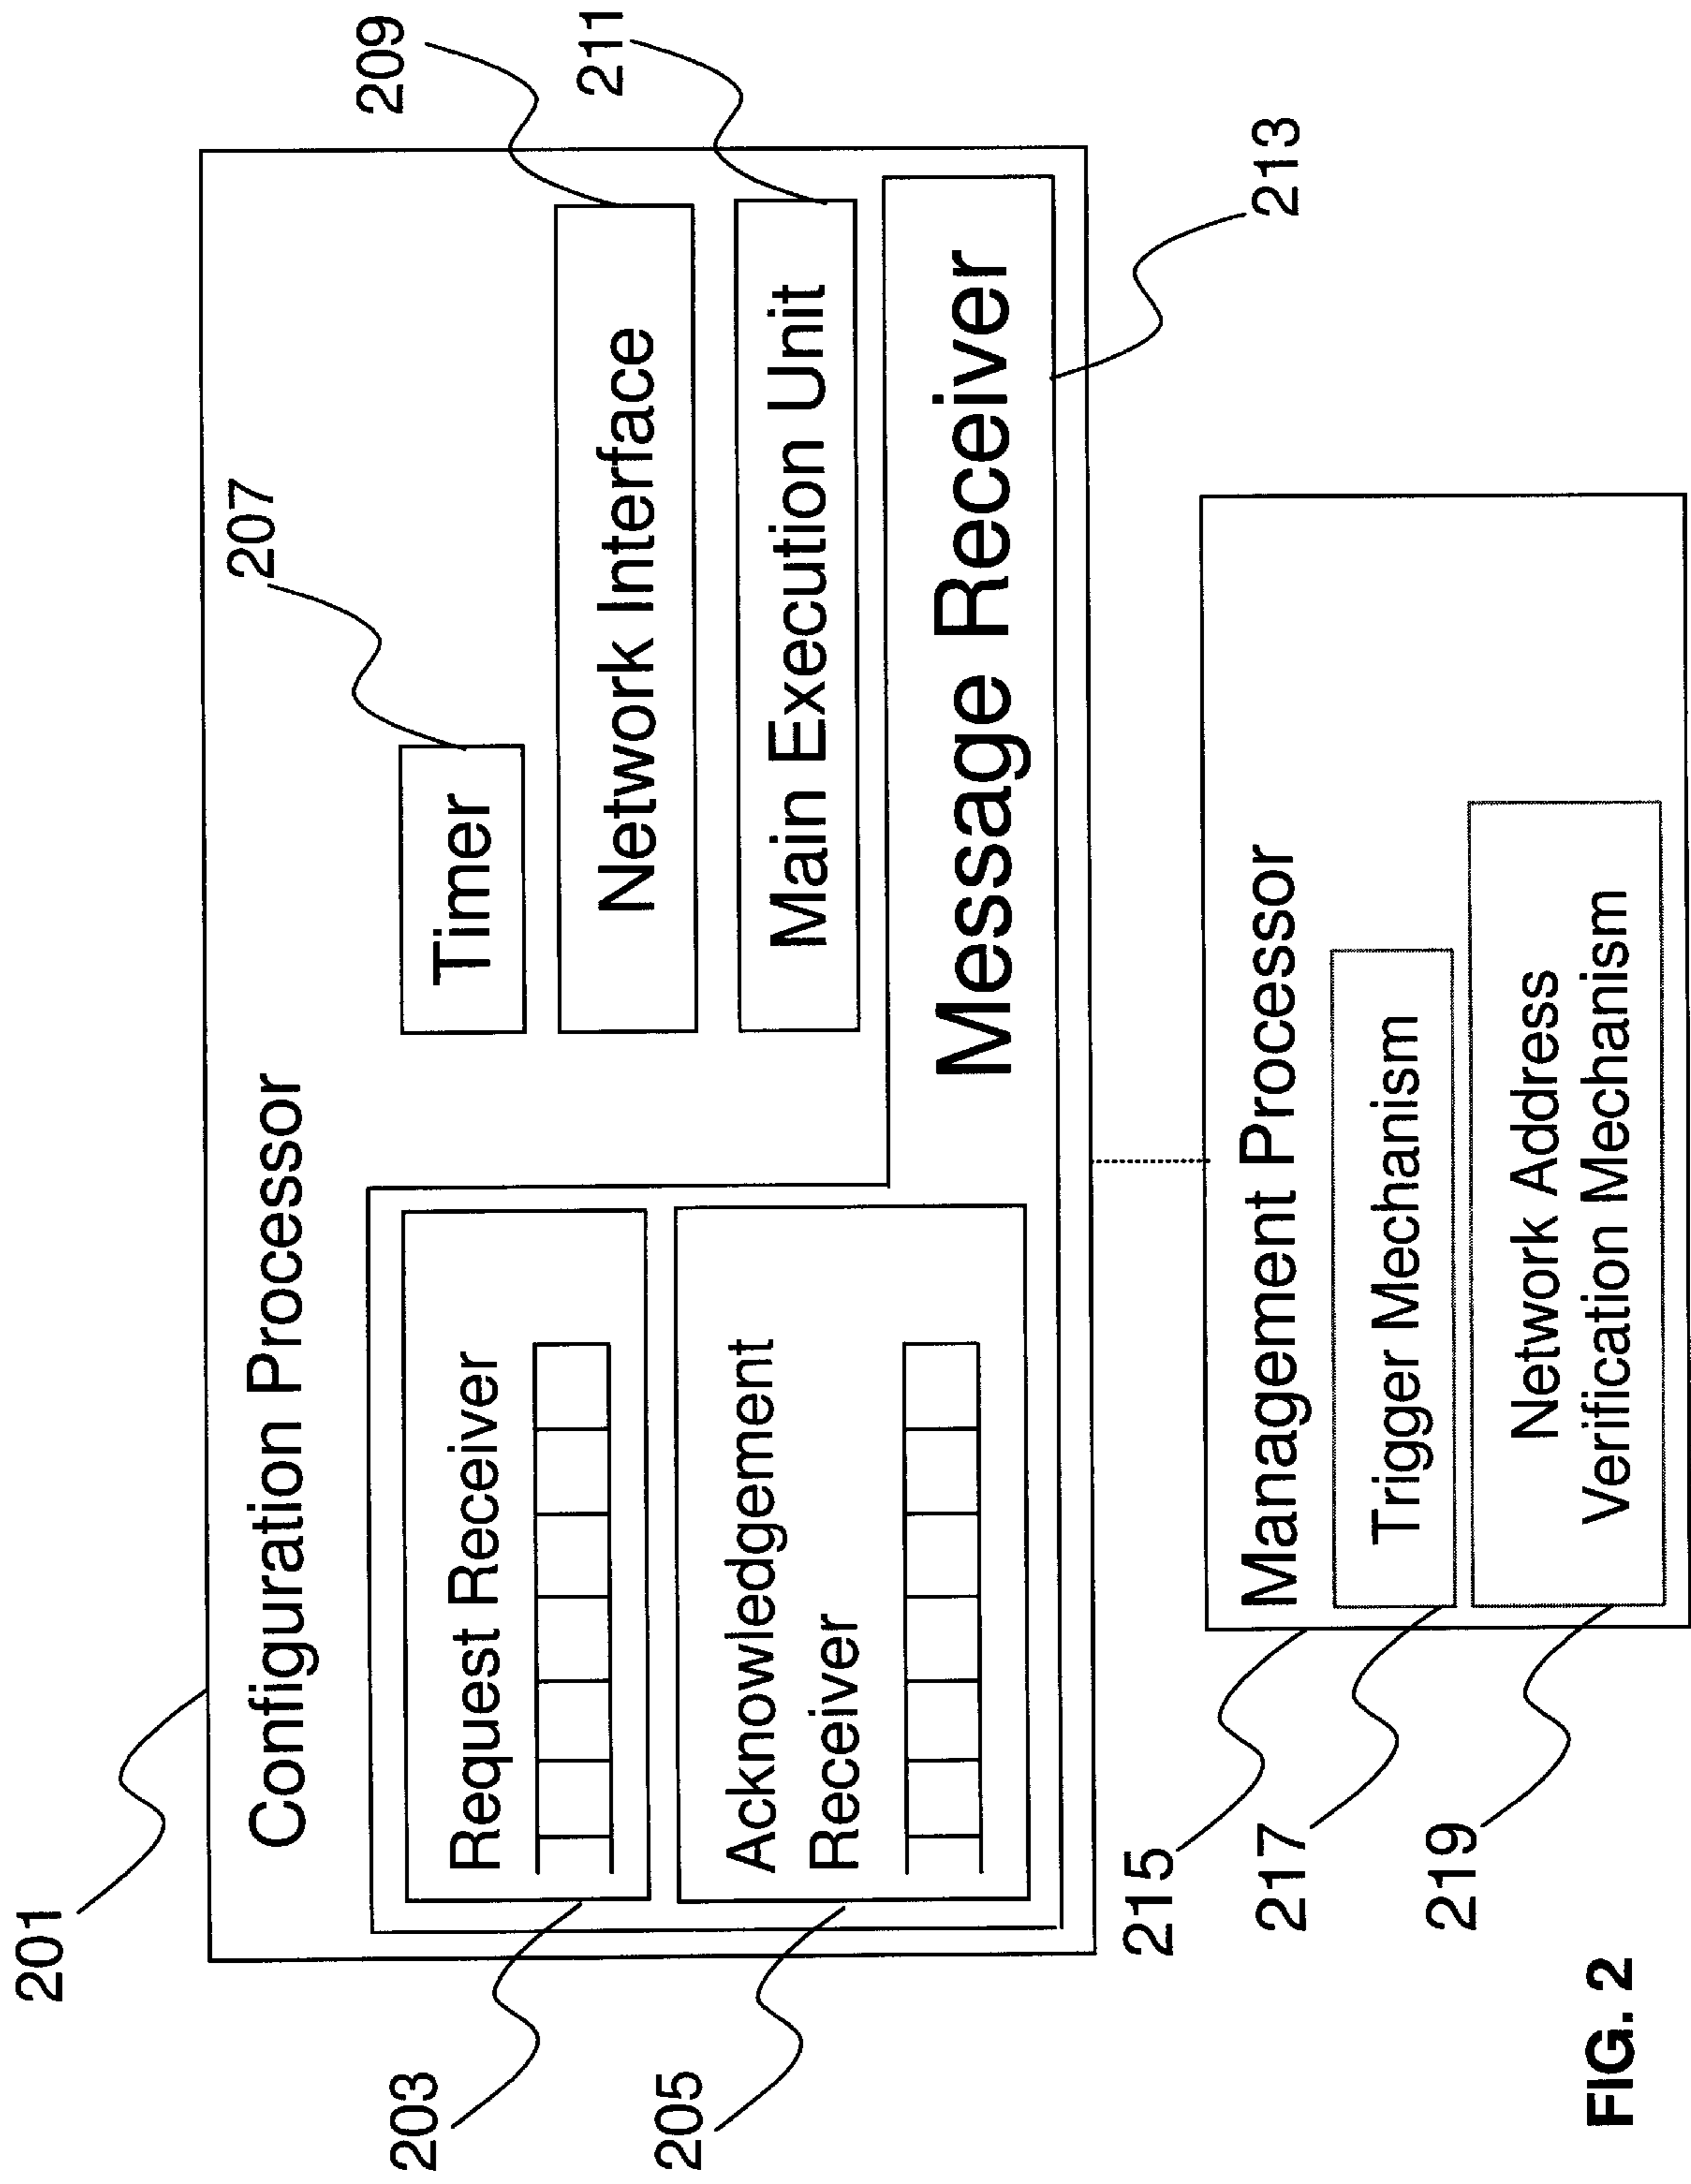 201
Configuration Processor
207
209
211
203
Request Receiver
Timer
Network Interface
205
Acknowledgement
Receiver
Main Execution Unit
Message Receiver
213
215
Management Processor
217
Trigger Mechanism
219
Network Address
Verification Mechanism
FIG. 2